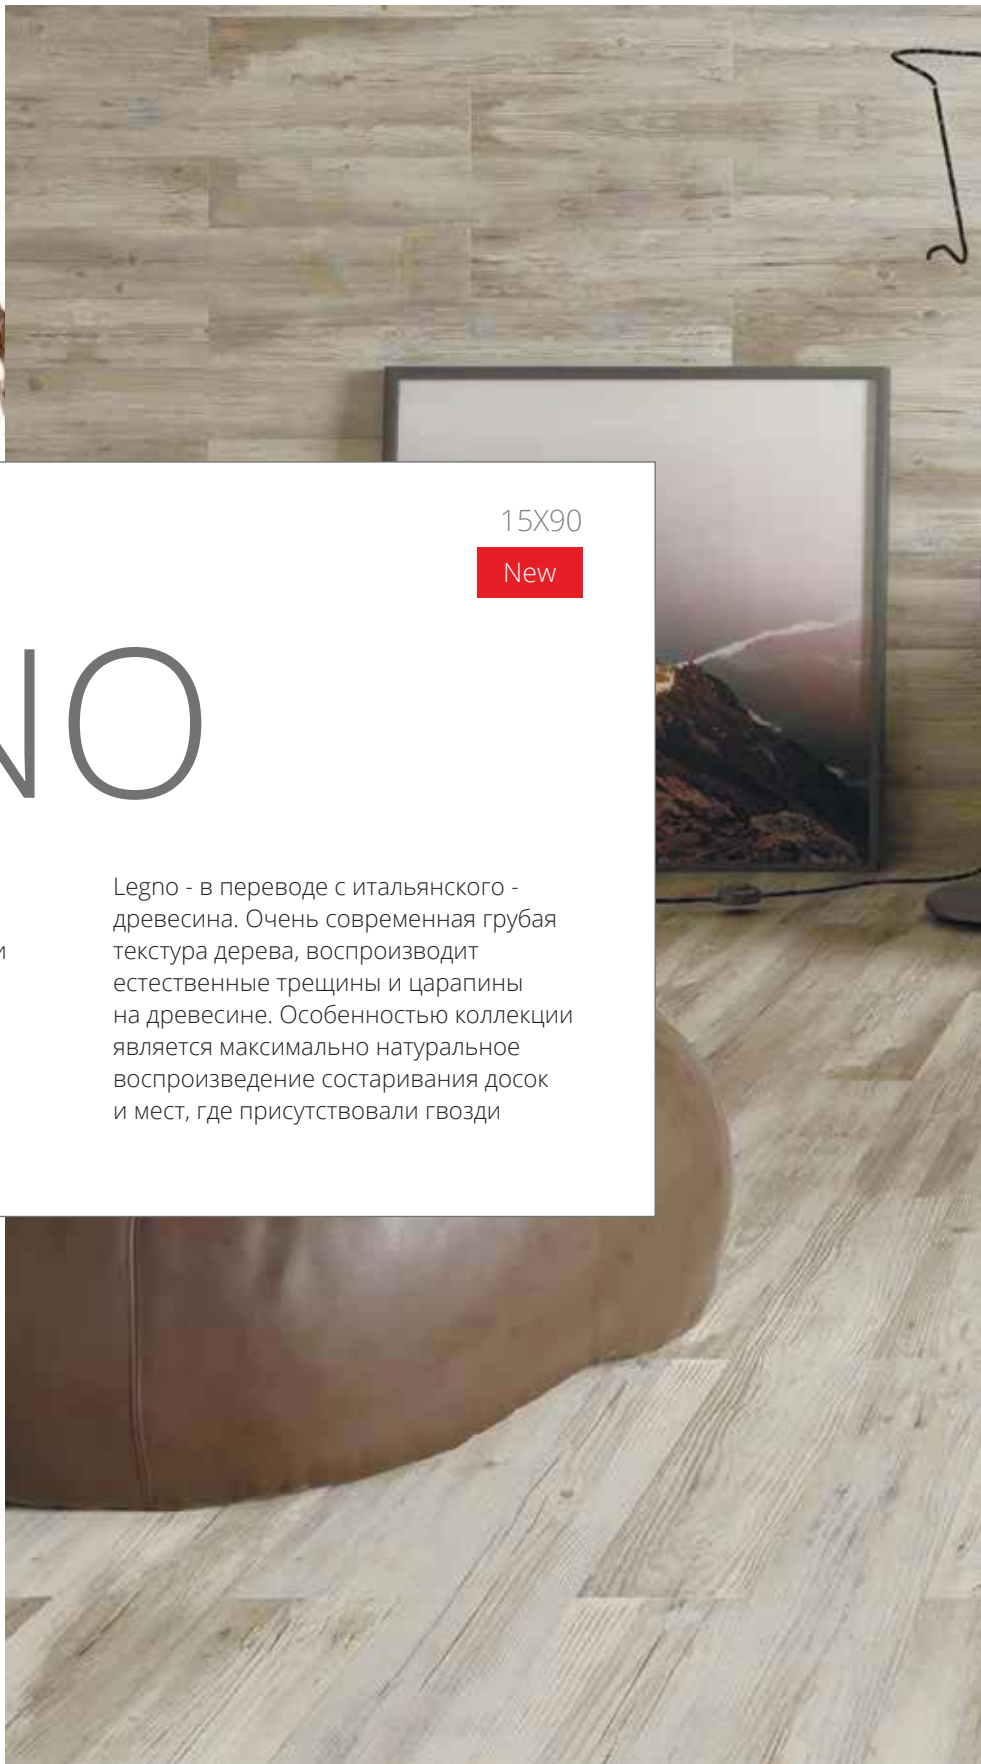 15X90
New
NO
и
Legno - в переводе с итальянского -
древесина. Очень современная грубая
текстура дерева, воспроизводит
естественные трещины и царапины
на древесине. Особенностью коллекции
является максимально натуральное
воспроизведение состаривания досок
и мест, где присутствовали гвозди